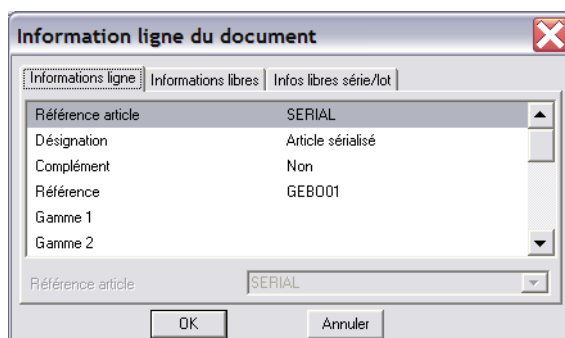 Information ligne du document
Informations ligne Informations libres Infos libres série/lot
Référence article SERIAL
Désignation Article sérialisé
Complément Non
Référence GEBO01
Gamme 1
Gamme 2
Référence article SERIAL
OK Annuler